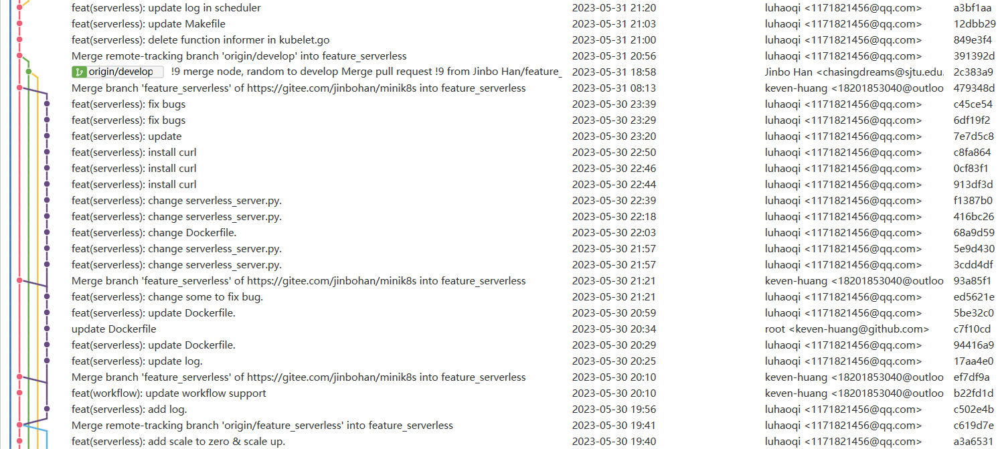 feat(serverless): update log in scheduler 2023-05-31 21:20 luhaoqi <1171821456@qq.com> a3bf1aa
feat(serverless): update Makefile 2023-05-31 21:03 luhaoqi <1171821456@qq.com> 12dbb29
feat(serverless): delete function informer in kubelet.go 2023-05-31 21:00 luhaoqi <1171821456@qq.com> 849e3f4
Merge remote-tracking branch 'origin/develop' into feature_serverless 2023-05-31 20:56 luhaoqi <1171821456@qq.com> 391392d
origin/develop !9 merge node, random to develop Merge pull request !9 from Jinbo Han/feature_ 2023-05-31 18:58 Jinbo Han <chasingdreams@sjtu.edu. 2c383a9
Merge branch 'feature_serverless' of https://gitee.com/jinbohan/minik8s into feature_serverless 2023-05-31 08:13 keven-huang <18201853040@outloo 479348d
feat(serverless): fix bugs 2023-05-30 23:39 luhaoqi <1171821456@qq.com> c45ce54
feat(serverless): fix bugs 2023-05-30 23:29 luhaoqi <1171821456@qq.com> 6df19f2
feat(serverless): update 2023-05-30 23:20 luhaoqi <1171821456@qq.com> 7e7d5c8
feat(serverless): install curl 2023-05-30 22:50 luhaoqi <1171821456@qq.com> c8fa864
feat(serverless): install curl 2023-05-30 22:46 luhaoqi <1171821456@qq.com> 0cf83f1
feat(serverless): install curl 2023-05-30 22:44 luhaoqi <1171821456@qq.com> 913df3d
feat(serverless): change serverless_server.py. 2023-05-30 22:39 luhaoqi <1171821456@qq.com> f1387b0
feat(serverless): change serverless_server.py. 2023-05-30 22:18 luhaoqi <1171821456@qq.com> 416bc26
feat(serverless): change Dockerfile. 2023-05-30 22:03 luhaoqi <1171821456@qq.com> 68a9d59
feat(serverless): change serverless_server.py. 2023-05-30 21:57 luhaoqi <1171821456@qq.com> 5e9d430
feat(serverless): change serverless_server.py. 2023-05-30 21:57 luhaoqi <1171821456@qq.com> 3cdd4df
Merge branch 'feature_serverless' of https://gitee.com/jinbohan/minik8s into feature_serverless 2023-05-30 21:21 keven-huang <18201853040@outloo 93a85f1
feat(serverless): change some to fix bug. 2023-05-30 21:21 luhaoqi <1171821456@qq.com> ed5621e
feat(serverless): update Dockerfile. 2023-05-30 20:59 luhaoqi <1171821456@qq.com> 5be32c0
update Dockerfile 2023-05-30 20:34 root <keven-huang@github.com> c7f10cd
feat(serverless): update Dockerfile. 2023-05-30 20:29 luhaoqi <1171821456@qq.com> 94416a9
feat(serverless): update log. 2023-05-30 20:25 luhaoqi <1171821456@qq.com> 17aa4e0
Merge branch 'feature_serverless' of https://gitee.com/jinbohan/minik8s into feature_serverless 2023-05-30 20:10 keven-huang <18201853040@outloo ef7df9a
feat(workflow): update workflow support 2023-05-30 20:10 keven-huang <18201853040@outloo b22fd1d
feat(serverless): add log. 2023-05-30 19:56 luhaoqi <1171821456@qq.com> c502e4b
Merge remote-tracking branch 'origin/feature_serverless' into feature_serverless 2023-05-30 19:41 luhaoqi <1171821456@qq.com> c619d7e
feat(serverless): add scale to zero & scale up. 2023-05-30 19:40 luhaoqi <1171821456@qq.com> a3a6531